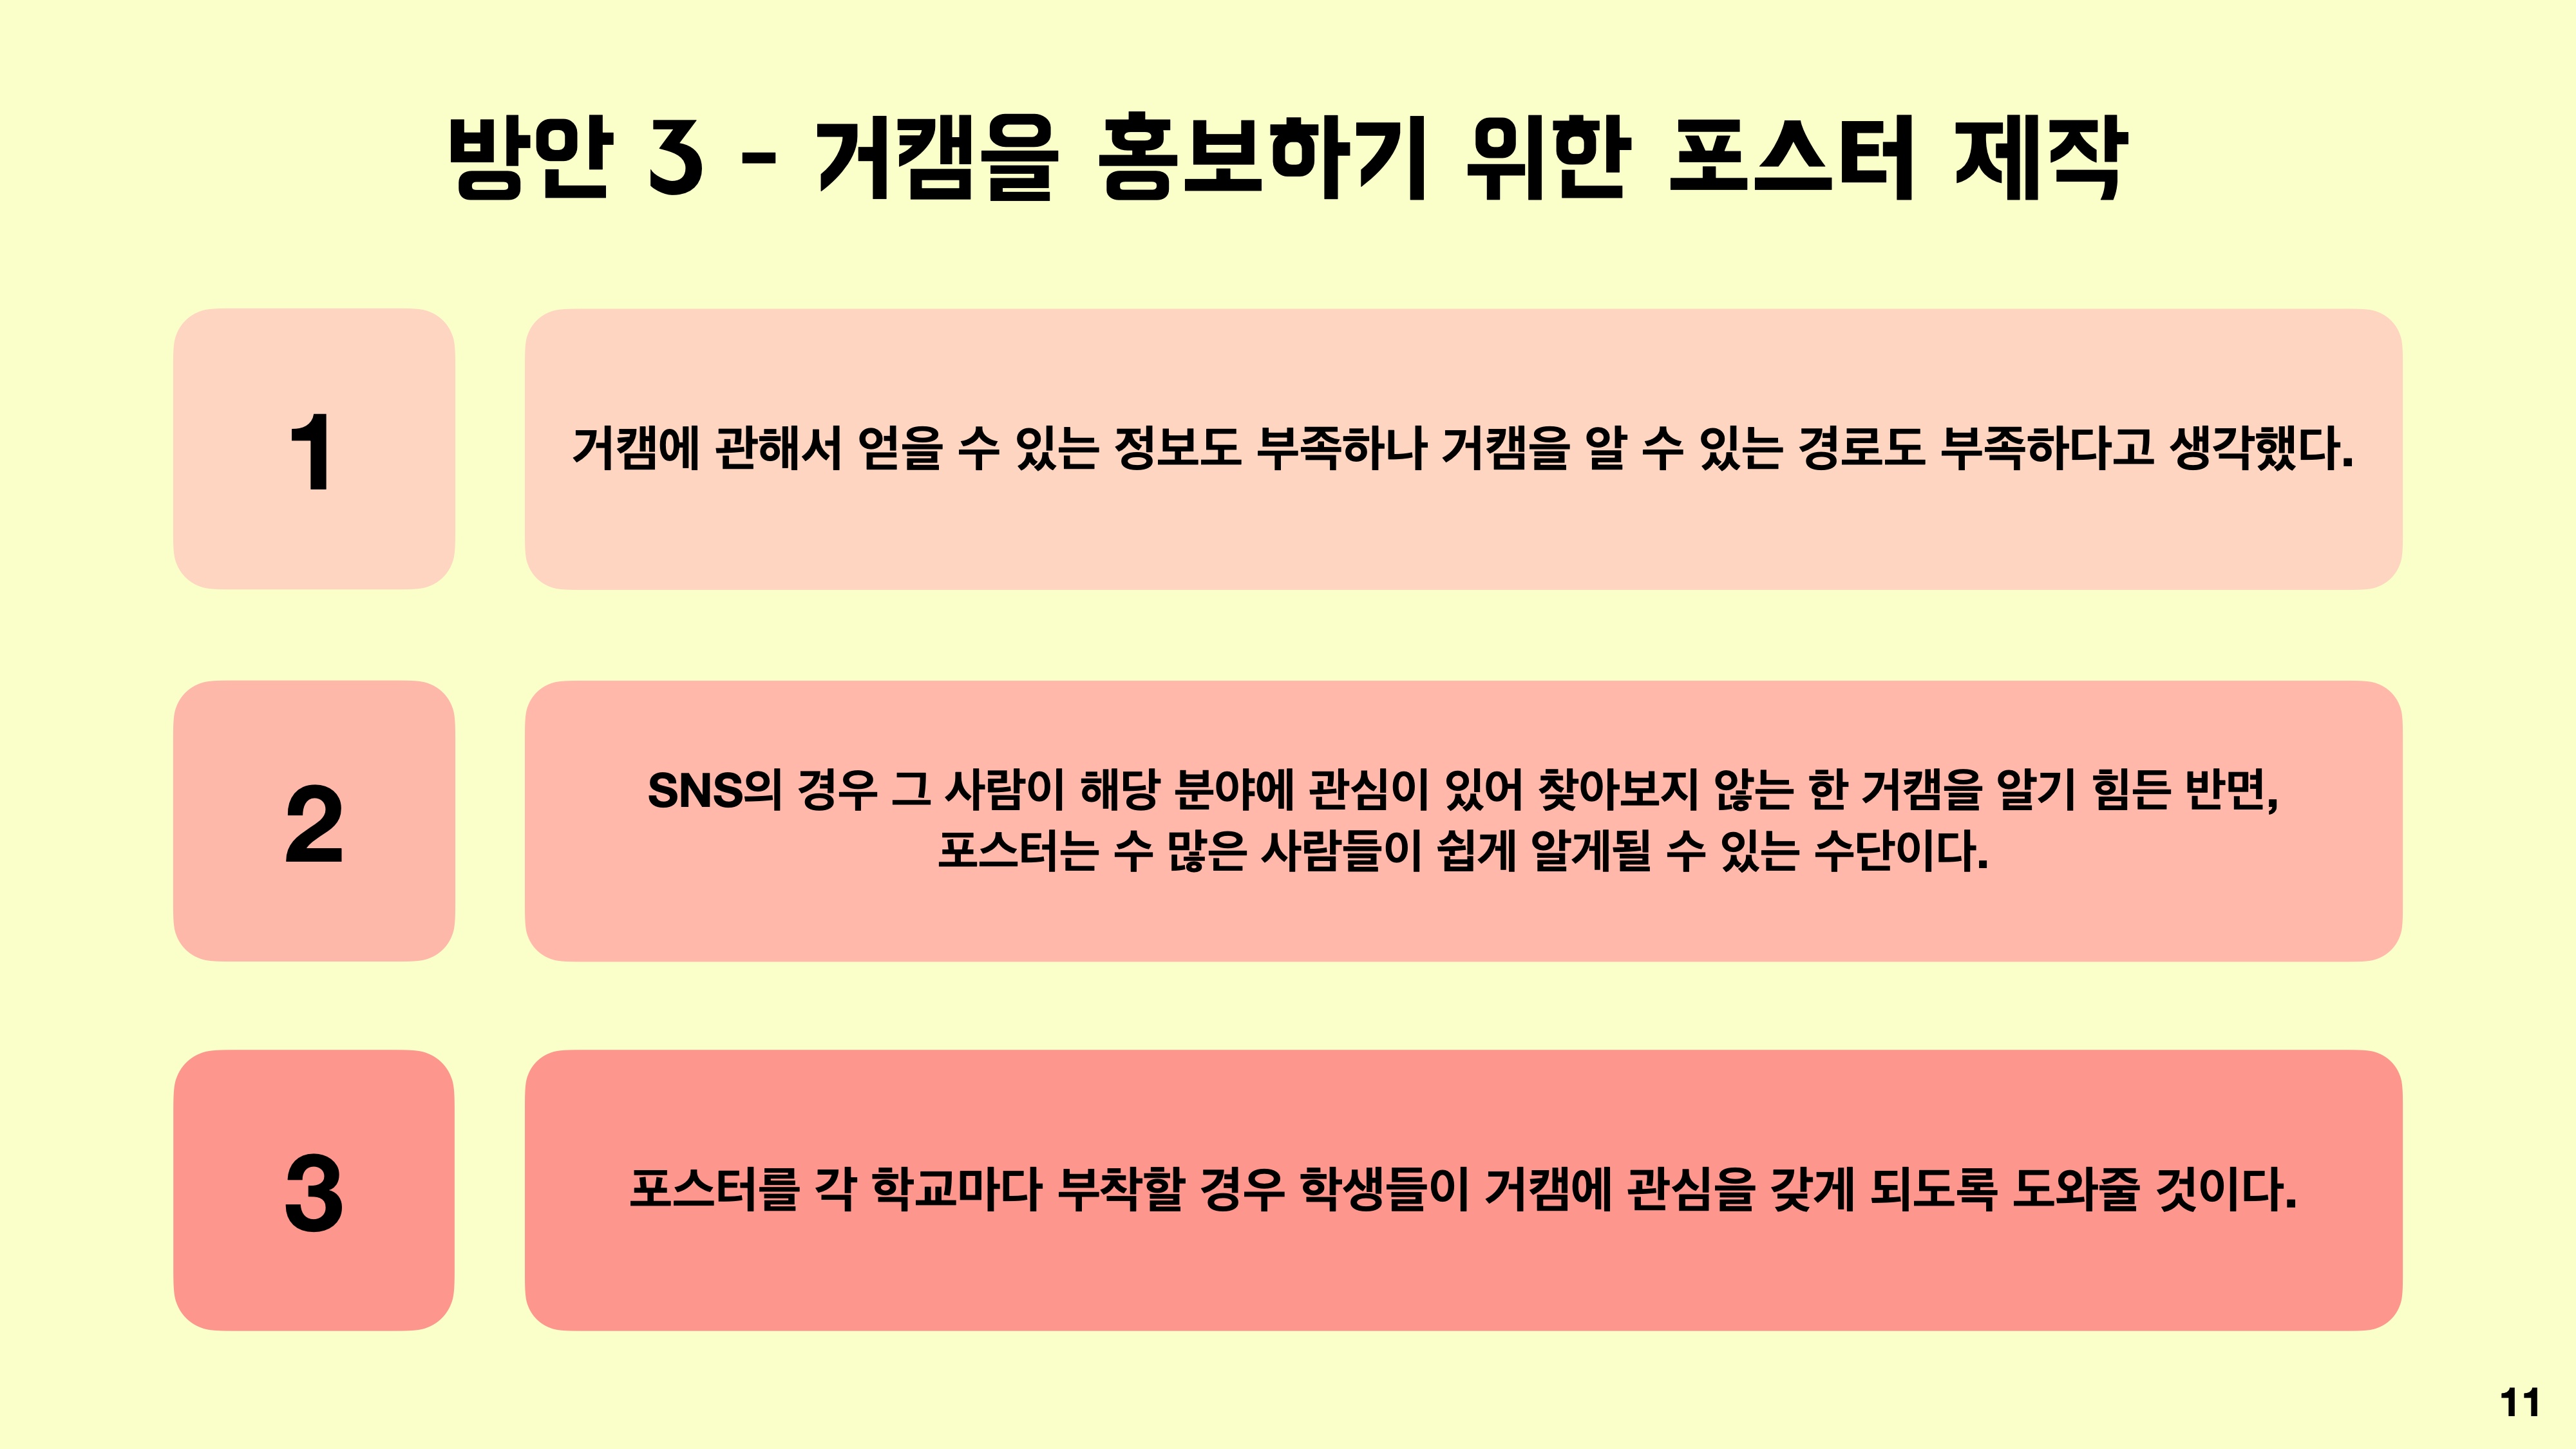 방안 3 - 거캠을 홍보하기 위한 포스터 제작
1
거캠에 관해서 얻을 수 있는 정보도 부족하나 거캠을 알 수 있는 경로도 부족하다고 생각했다.
2
SNS의 경우 그 사람이 해당 분야에 관심이 있어 찾아보지 않는 한 거캠을 알기 힘든 반면,
포스터는 수 많은 사람들이 쉽게 알게될 수 있는 수단이다.
3
포스터를 각 학교마다 부착할 경우 학생들이 거캠에 관심을 갖게 되도록 도와줄 것이다.
11